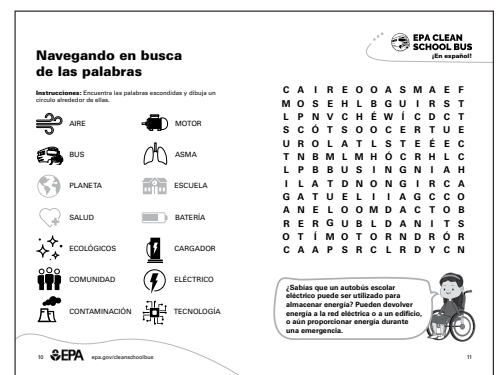 Navegando en busca
de las palabras
Instrucciones: Encuentra las palabras escondidas y dibuja un
círculo alrededor de ellas.
AIRE
MOTOR
BUS
ASMA
PLANETA
ESCUELA
SALUD
BATERÍA
ECOLÓGICOS
CARGADOR
COMUNIDAD
ELÉCTRICO
CONTAMINACIÓN
TECNOLOGÍA
10 EPA epa.gov/cleanschoolbus
EPA CLEAN
SCHOOL BUS
¡En español!
C A I R E O O A S M A E F
M O S E H L B G U I R S T
L P N V C H É W Í C D C T
S C Ó T S O O C E R T U E
U R O L A T L S T E É E C
T N B M L M H Ó C R H L C
L P B B U S I N G N I A H
I L A T D N O N G I R C A
G A T U E L I I A G C C O
A N E L O O M D A C T O B
R E R G U B L D A N I T S
O T Í M O T O R N D R Ó R
C A A P S R C L R D Y C N
¿Sabías que un autobús escolar
eléctrico puede ser utilizado para
almacenar energía? Pueden devolver
energía a la red eléctrica o a un edificio,
o aún proporcionar energía durante
una emergencia.
11